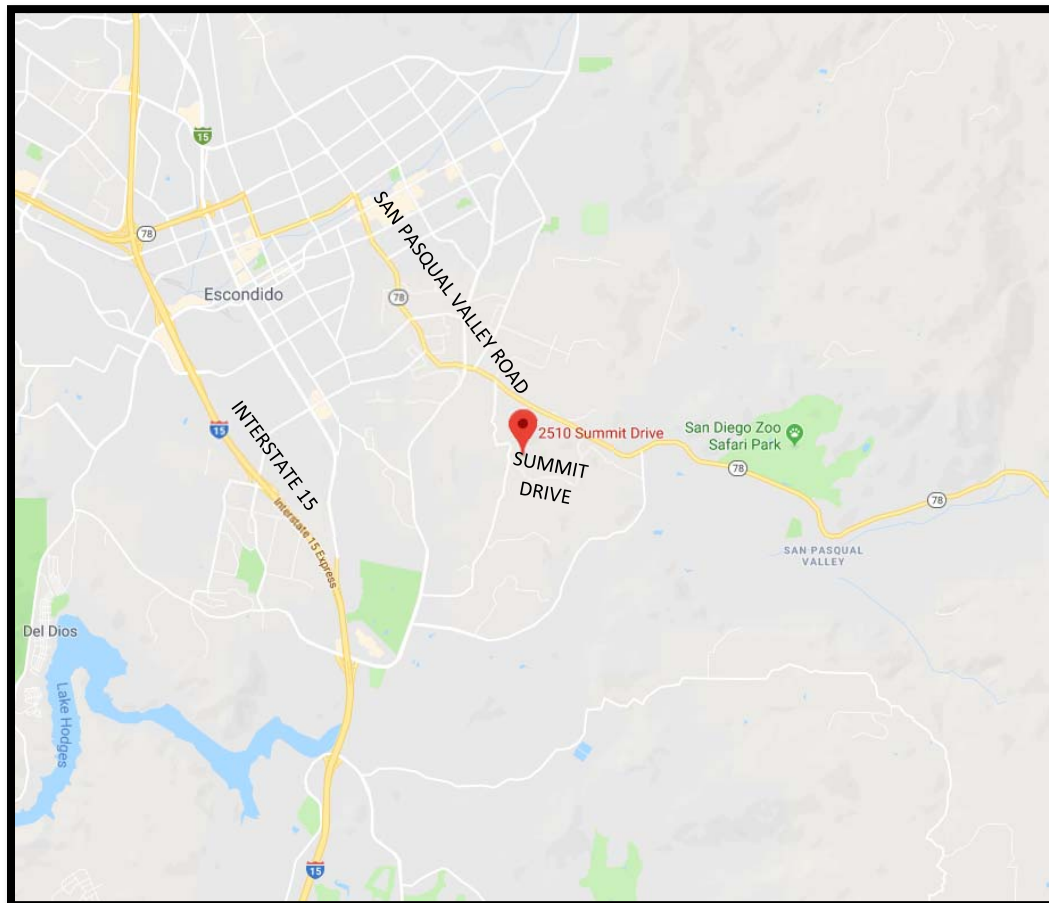 15
78
SAN PASQUAL VALLEY ROAD
Escondido
78
15
INTERSTATE 15
2510 Summit Drive
SUMMIT
DRIVE
San Diego Zoo
Safari Park
78
78
Interstate 15 Express
SAN PASQUAL
VALLEY
Del Dios
Lake Hodges
15